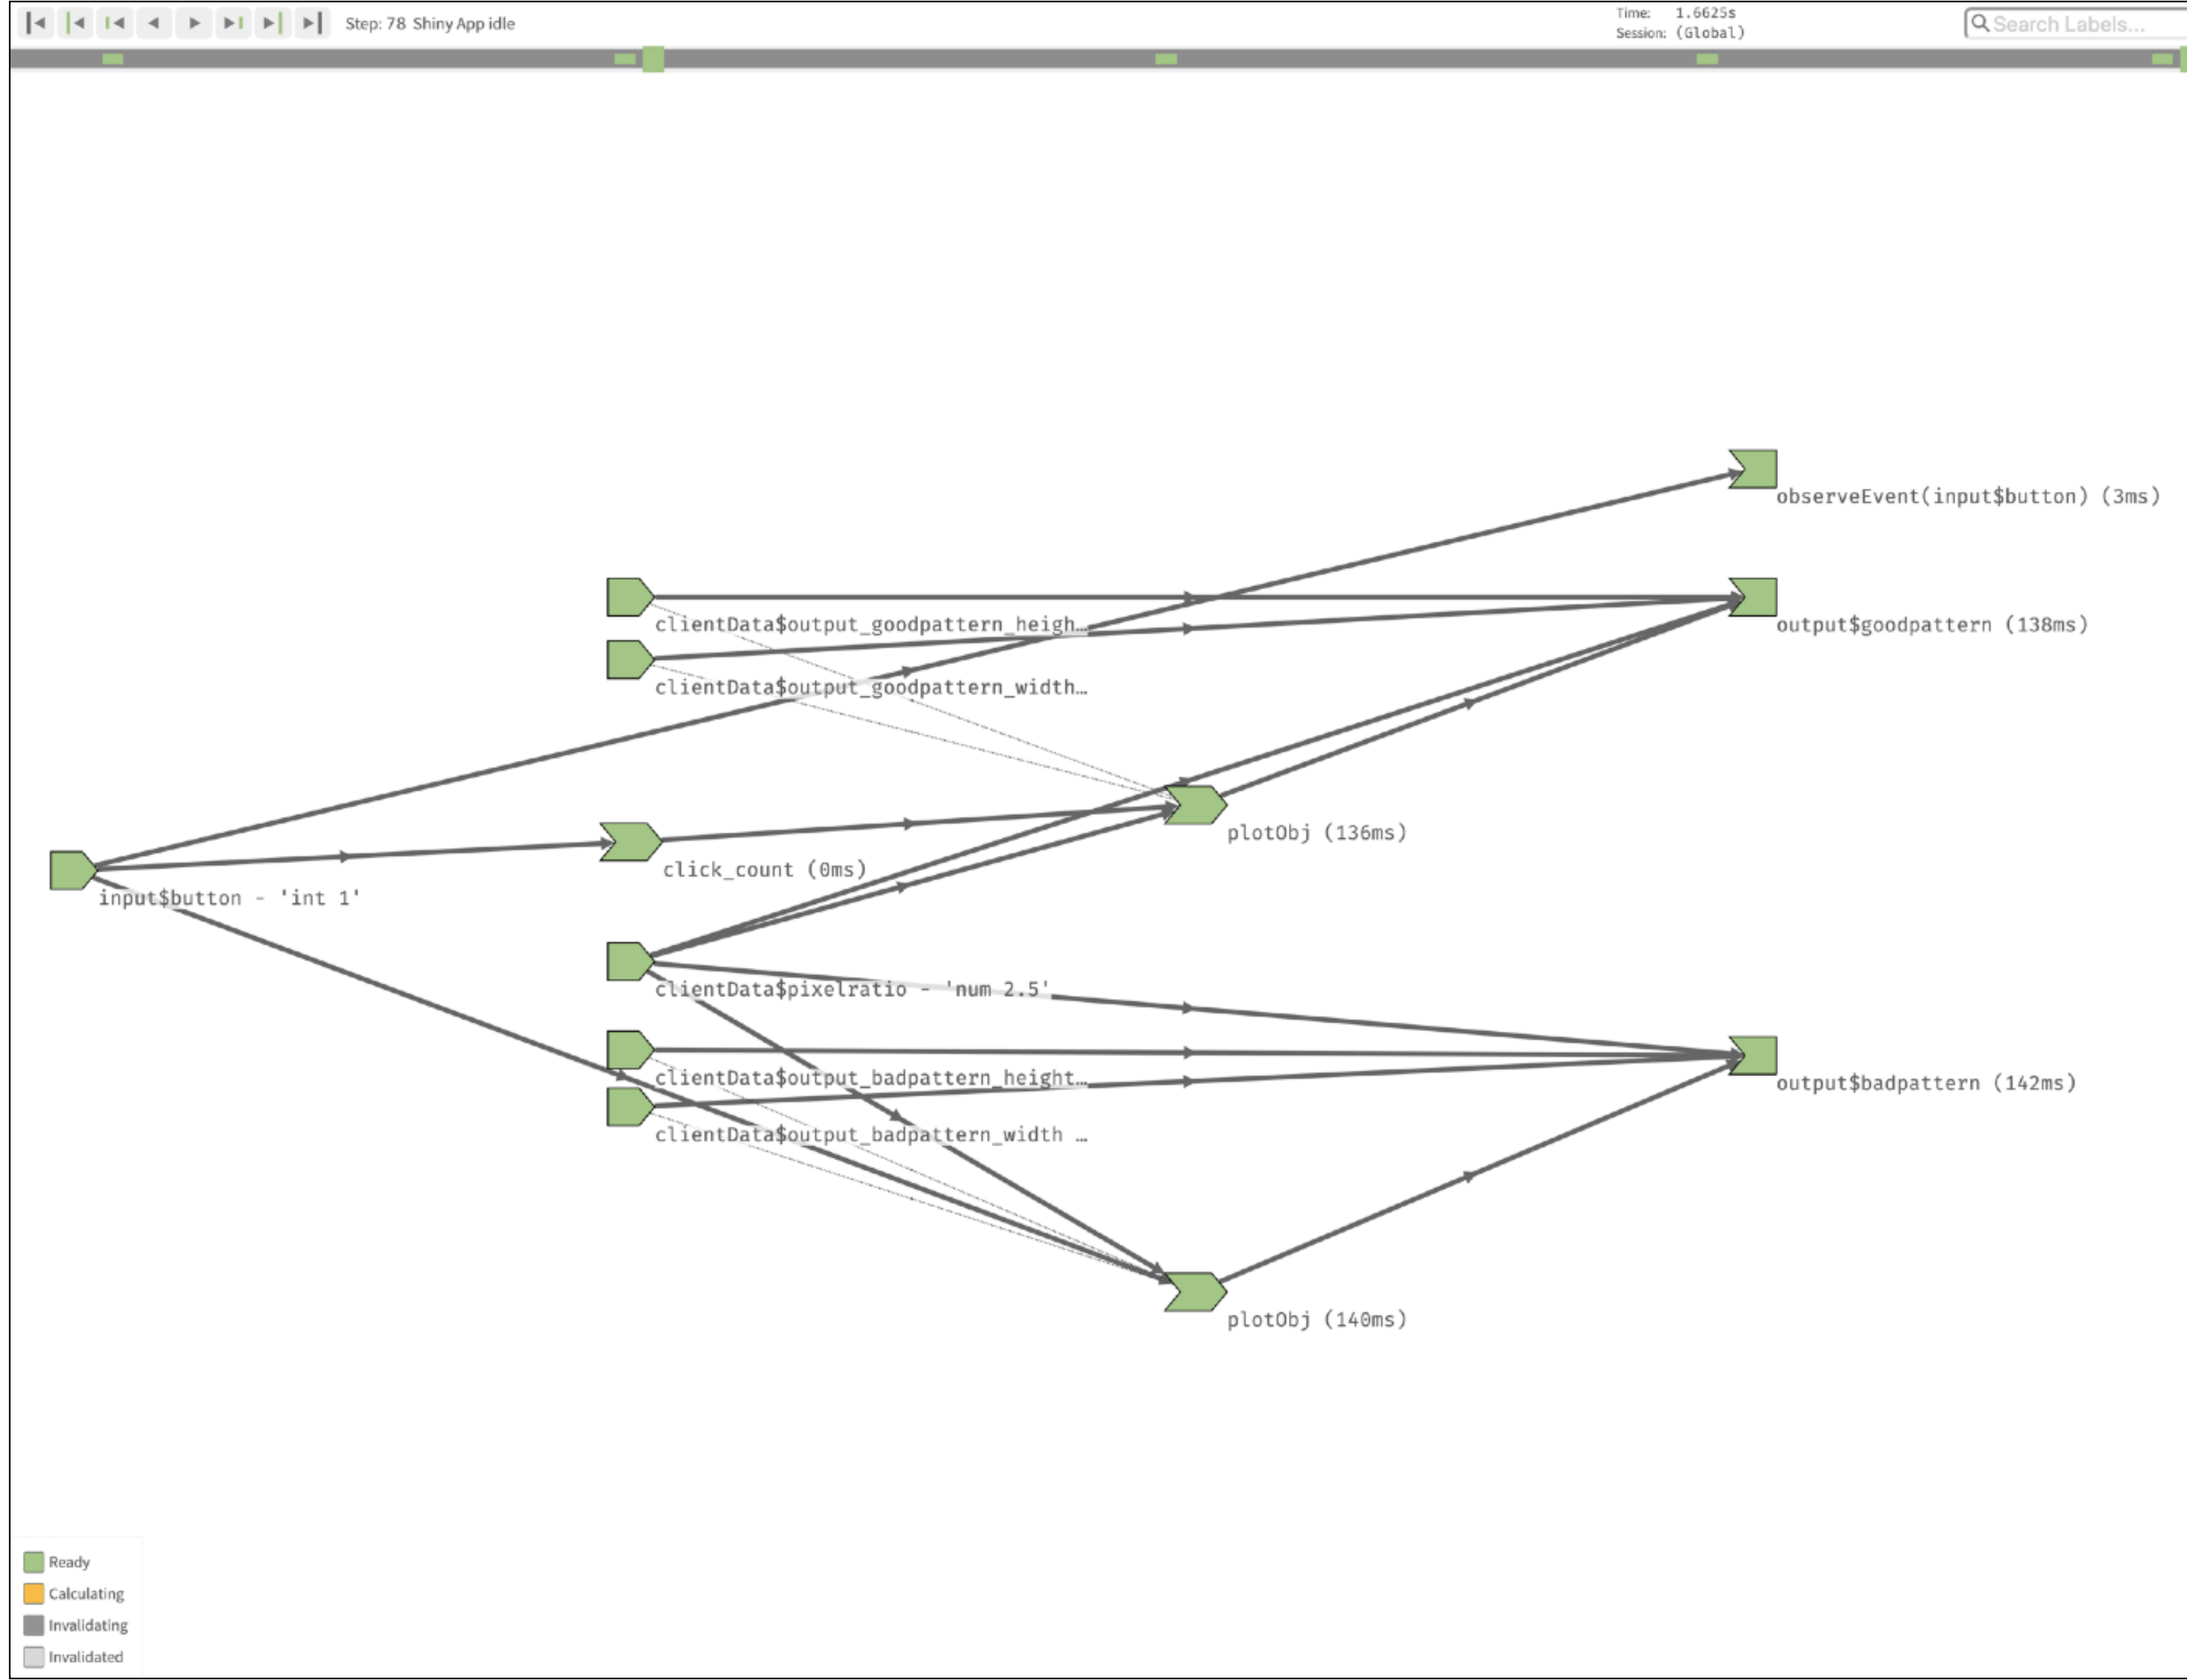 Step: 78 Shiny App idle
Time: 1.6625s
Session: (Global)
Search Labels...
observeEvent(input$button) (3ms)
clientData$output_goodpattern_heigh…
output$goodpattern (138ms)
clientData$output_goodpattern_width…
plotObj (136ms)
click_count (0ms)
input$button - 'int 1'
clientData$pixelratio - 'num 2.5'
clientData$output_badpattern_height…
output$badpattern (142ms)
clientData$output_badpattern_width …
plotObj (140ms)
Ready
Calculating
Invalidating
Invalidated